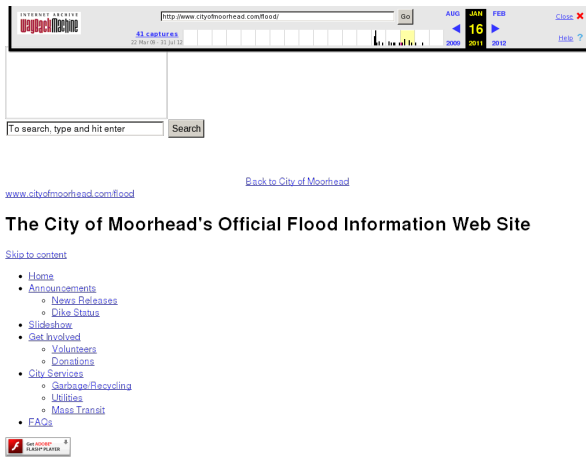 INTERNET ARCHIVE
WayBackMachine
http://www.cityofmoorhead.com/flood/
Go
AUG JAN FEB
Close
41 captures
16
22 Mar 09 - 31 Jul 12
2009 2011 2012
Help ?
To search, type and hit enter
Search
Back to City of Moorhead
www.cityofmoorhead.com/flood
The City of Moorhead's Official Flood Information Web Site
Skip to content
Home
Announcements
News Releases
Dike Status
Slideshow
Get Involved
Volunteers
Donations
City Services
Garbage/Recycling
Utilities
Mass Transit
FAQs
Get ADOBE®
FLASH® PLAYER